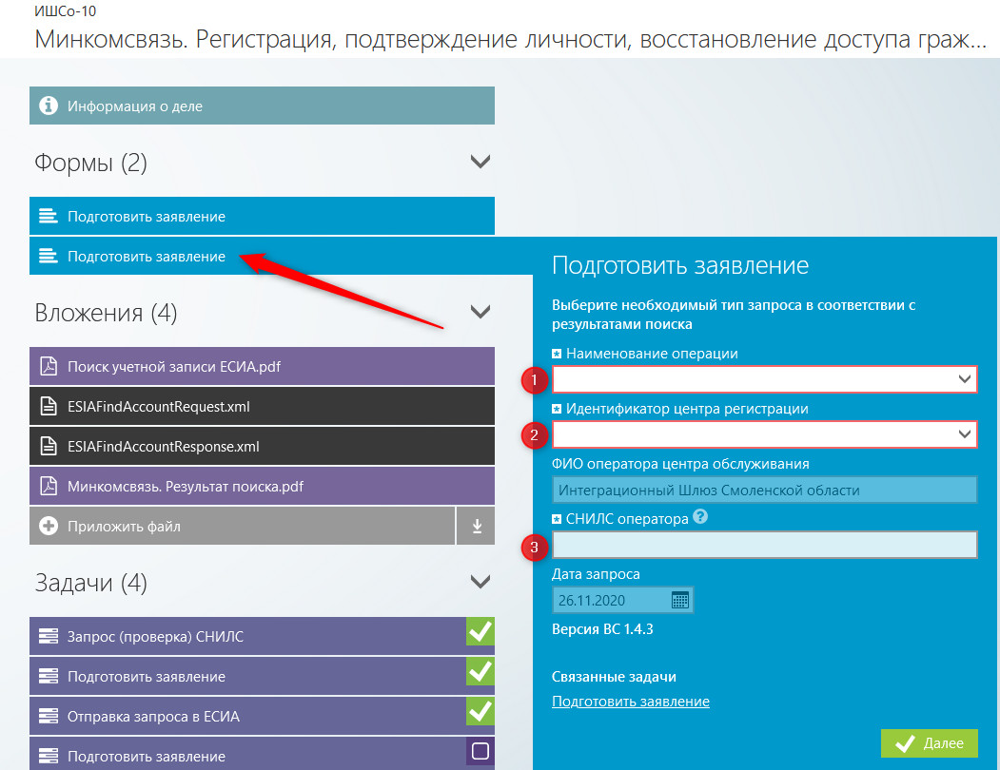 ИШСо-10
Минкомсвязь. Регистрация, подтверждение личности, восстановление доступа граж...
Информация о деле
Формы (2)
Подготовить заявление
Подготовить заявление
Вложения (4)
Поиск учетной записи ЕСИА.pdf
ESIAFindAccountRequest.xml
ESIAFindAccountResponse.xml
Минкомсвязь. Результат поиска.pdf
Приложить файл
Задачи (4)
Запрос (проверка) СНИЛС
Подготовить заявление
Отправка запроса в ЕСИА
Подготовить заявление
Подготовить заявление
Выберите необходимый тип запроса в соответствии с
результатами поиска
Наименование операции
1
Идентификатор центра регистрации
2
ФИО оператора центра обслуживания
Интеграционный Шлюз Смоленской области
СНИЛС оператора ?
3
Дата запроса
26.11.2020
Версия ВС 1.4.3
Связанные задачи
Подготовить заявление
Далее